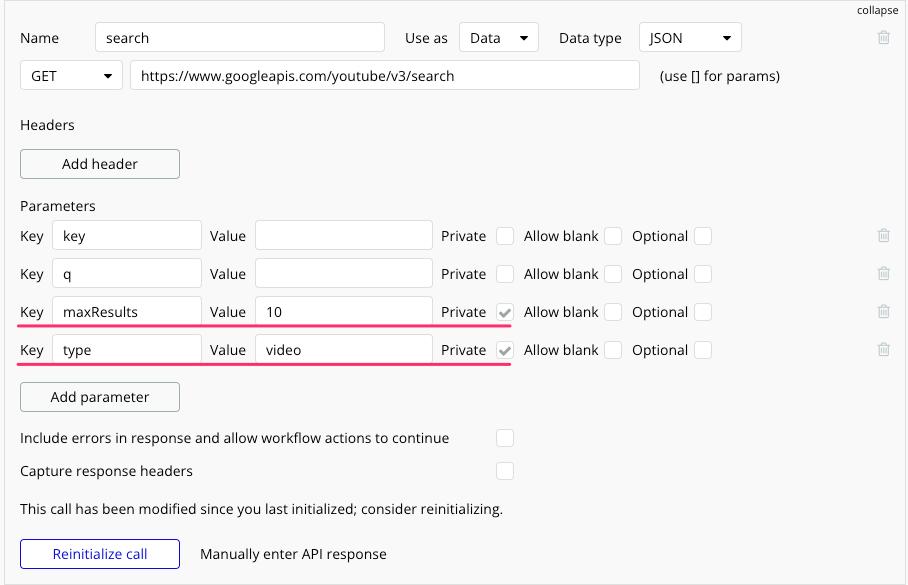 collapse
Name search Use as Data Data type JSON
GET https://www.googleapis.com/youtube/v3/search (use [] for params)
Headers
Add header
Parameters
Key key Value Private Allow blank Optional
Key q Value Private Allow blank Optional
Key maxResults Value 10 Private Allow blank Optional
Key type Value video Private Allow blank Optional
Add parameter
Include errors in response and allow workflow actions to continue
Capture response headers
This call has been modified since you last initialized; consider reinitializing.
Reinitialize call Manually enter API response